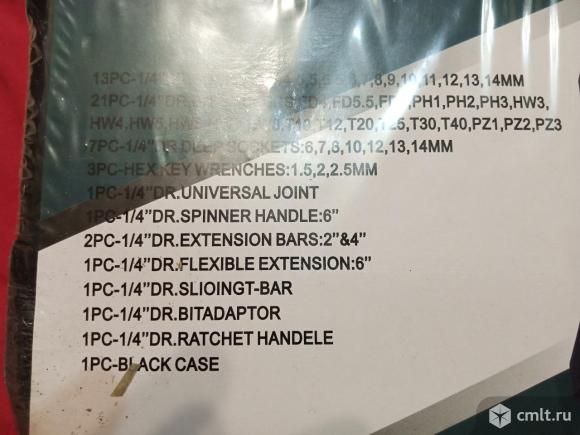 13PC-1/4" 7,8,9,10,11,12,13,14MM
21PC-1/4"DR. FD5.5, PH1,PH2,PH3,HW3,
HW4,HW5, T10,T12,T20,T25,T30,T40,PZ1,PZ2,PZ3
7PC-1/4"DR.DEEP SOCKETS:6,7,8,10,12,13,14MM
3PC-HEX KEY WRENCHES:1.5,2,2.5MM
1PC-1/4"DR.UNIVERSAL JOINT
1PC-1/4"DR.SPINNER HANDLE:6"
2PC-1/4"DR.EXTENSION BARS:2"&4"
1PC-1/4"DR.FLEXIBLE EXTENSION:6"
1PC-1/4"DR.SLIOINGT-BAR
1PC-1/4"DR.BITADAPTOR
1PC-1/4"DR.RATCHET HANDELE
1PC-BLACK CASE
cmlt.ru